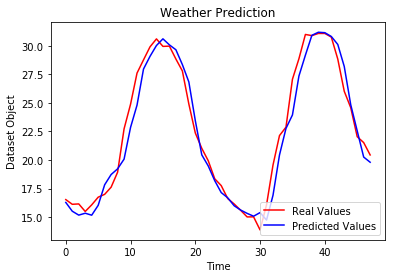 Weather Prediction
Dataset Object
30.0
27.5
25.0
22.5
20.0
17.5
15.0
Real Values
Predicted Values
0
10
20
30
40
Time